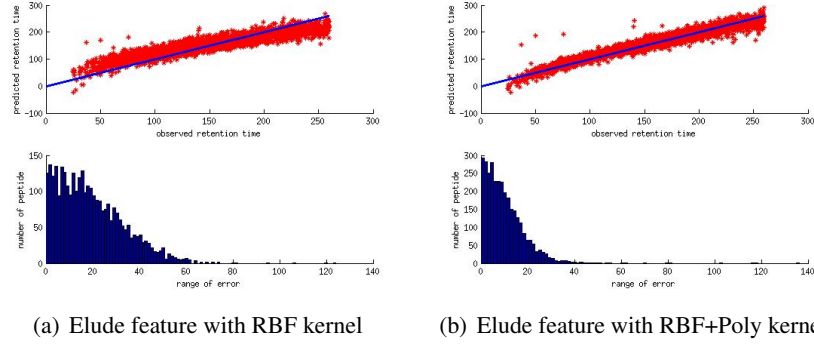 300
200
100
0
-100
predicted retention time
0 50 100 150 200 250 300
observed retention time
150
100
50
0
number of peptide
0 20 40 60 80 100 120 140
range of error
(a) Elude feature with RBF kernel
300
200
100
0
-100
predicted retention time
0 50 100 150 200 250 300
observed retention time
300
250
200
150
100
50
0
number of peptide
0 20 40 60 80 100 120 140
range of error
(b) Elude feature with RBF+Poly kerne